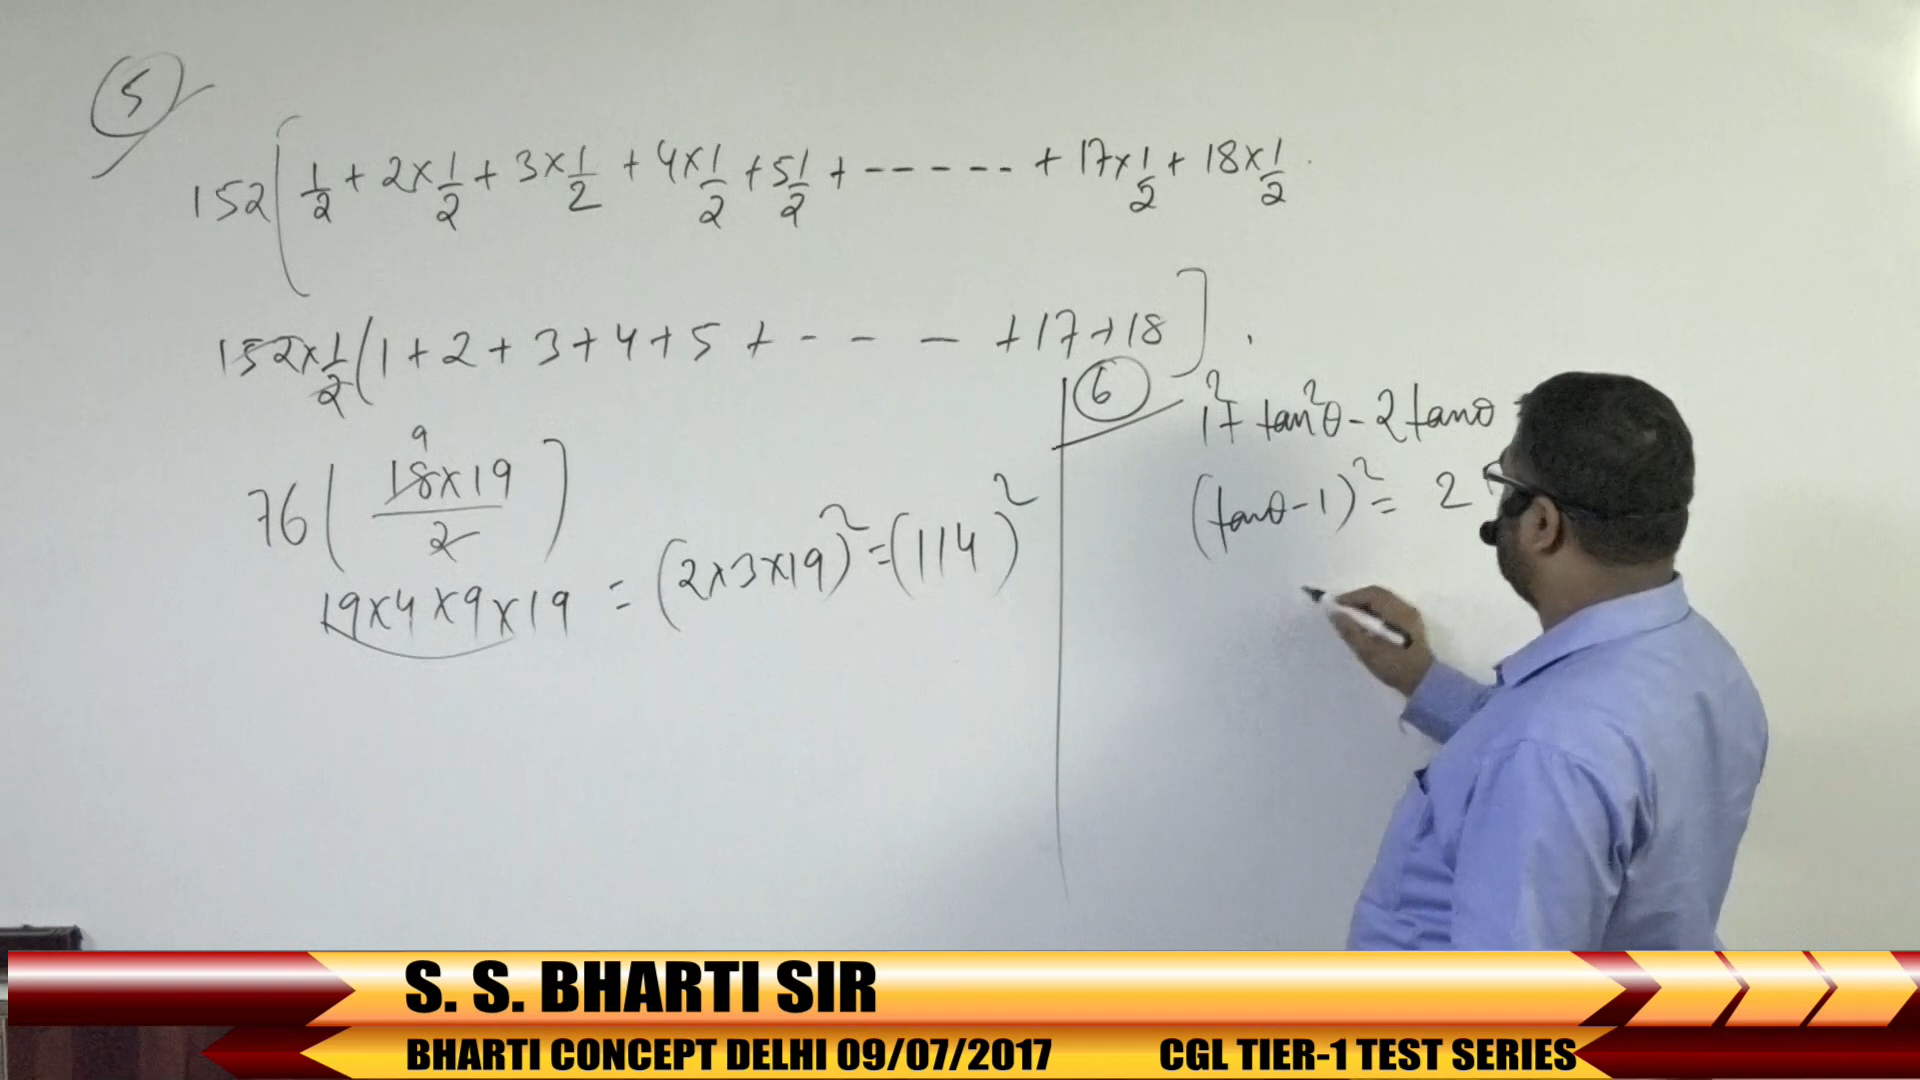 5
152[1/2 + 2×1/2 + 3×1/2 + 4×1/2 + 5 1/2 + ----- + 17×1/2 + 18×1/2.
152×1/2(1+2+3+4+5+ - - - +17+18].
76(18×19/2) 9
19×4×9×19 = (2×3×19)² = (114)²
6
1²+ tan²θ - 2tanθ
(tanθ-1)² = 2
S. S. BHARTI SIR
BHARTI CONCEPT DELHI 09/07/2017 CGL TIER-1 TEST SERIES